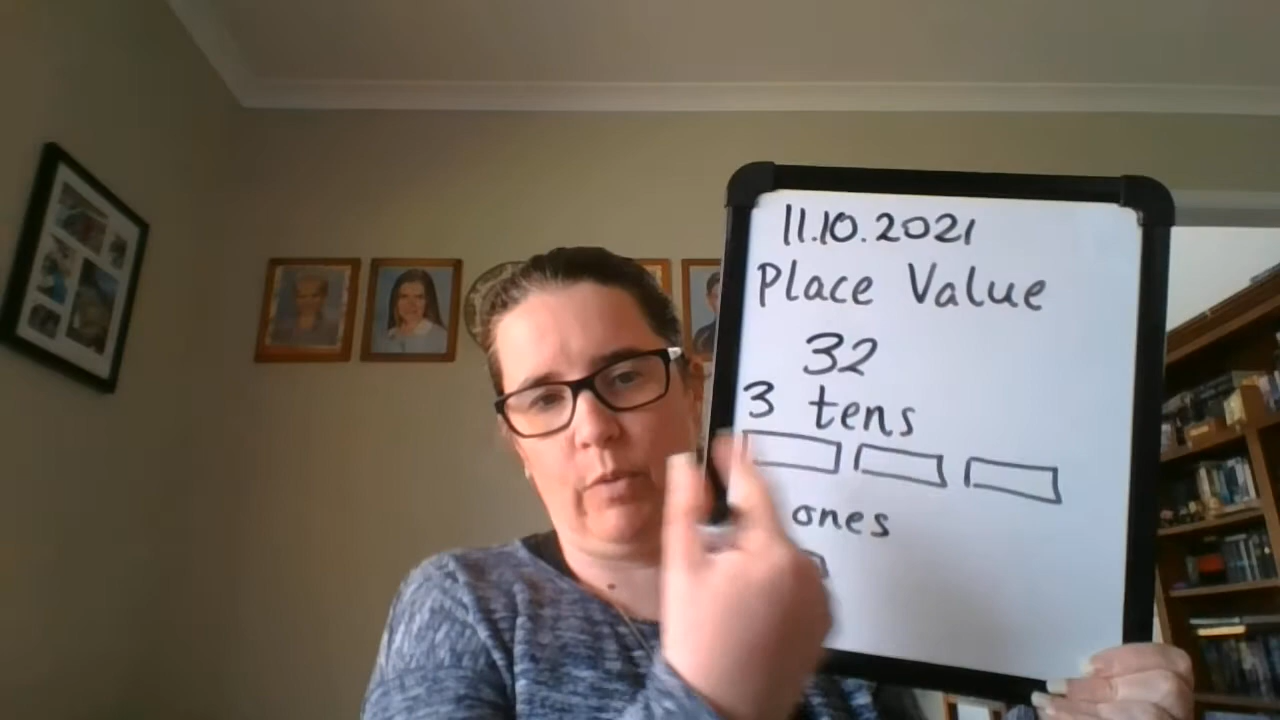 11.10.2021
Place Value
32
3 tens
ones